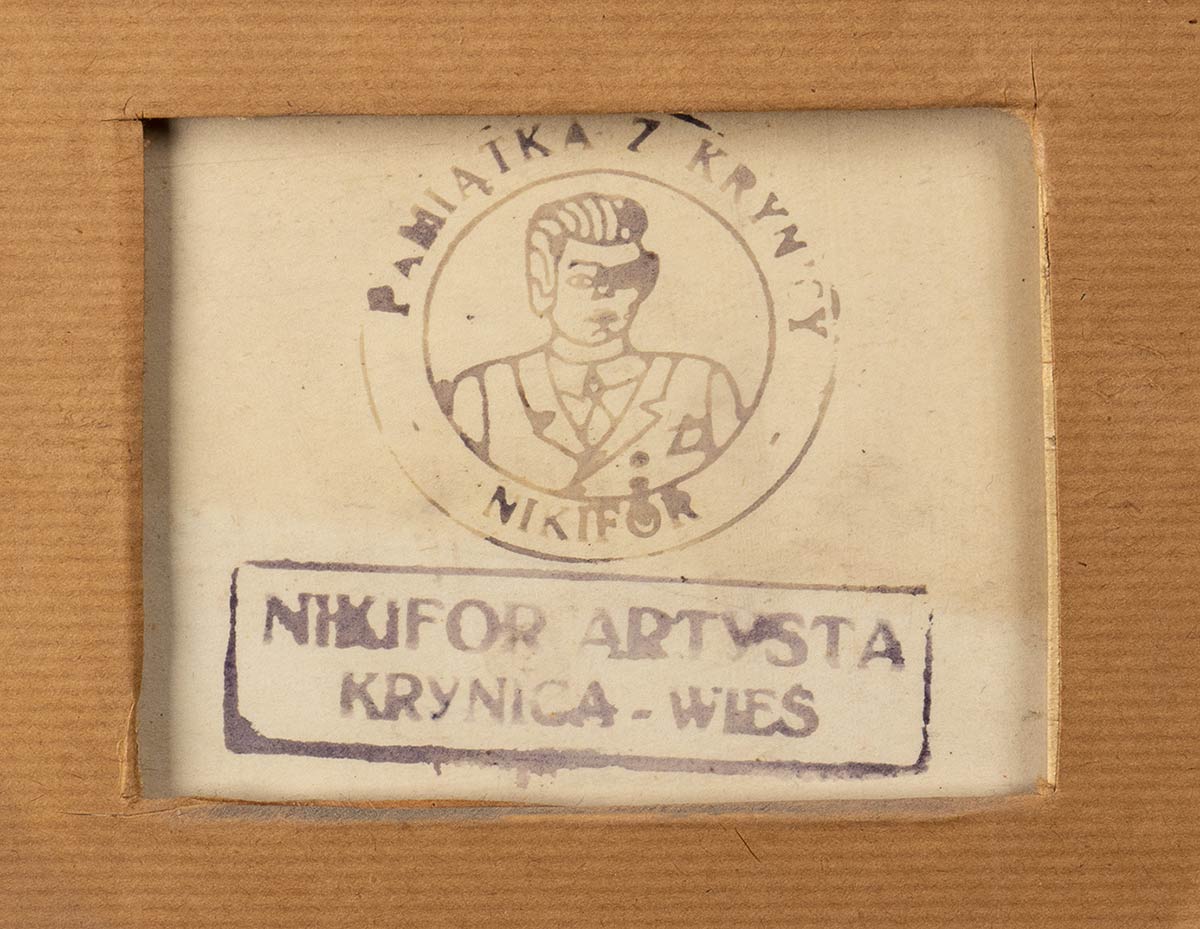 PAMIĄTKA Z KRYNICY
NIKIFOR
NIKIFOR ARTYSTA
KRYNICA - WIEŚ